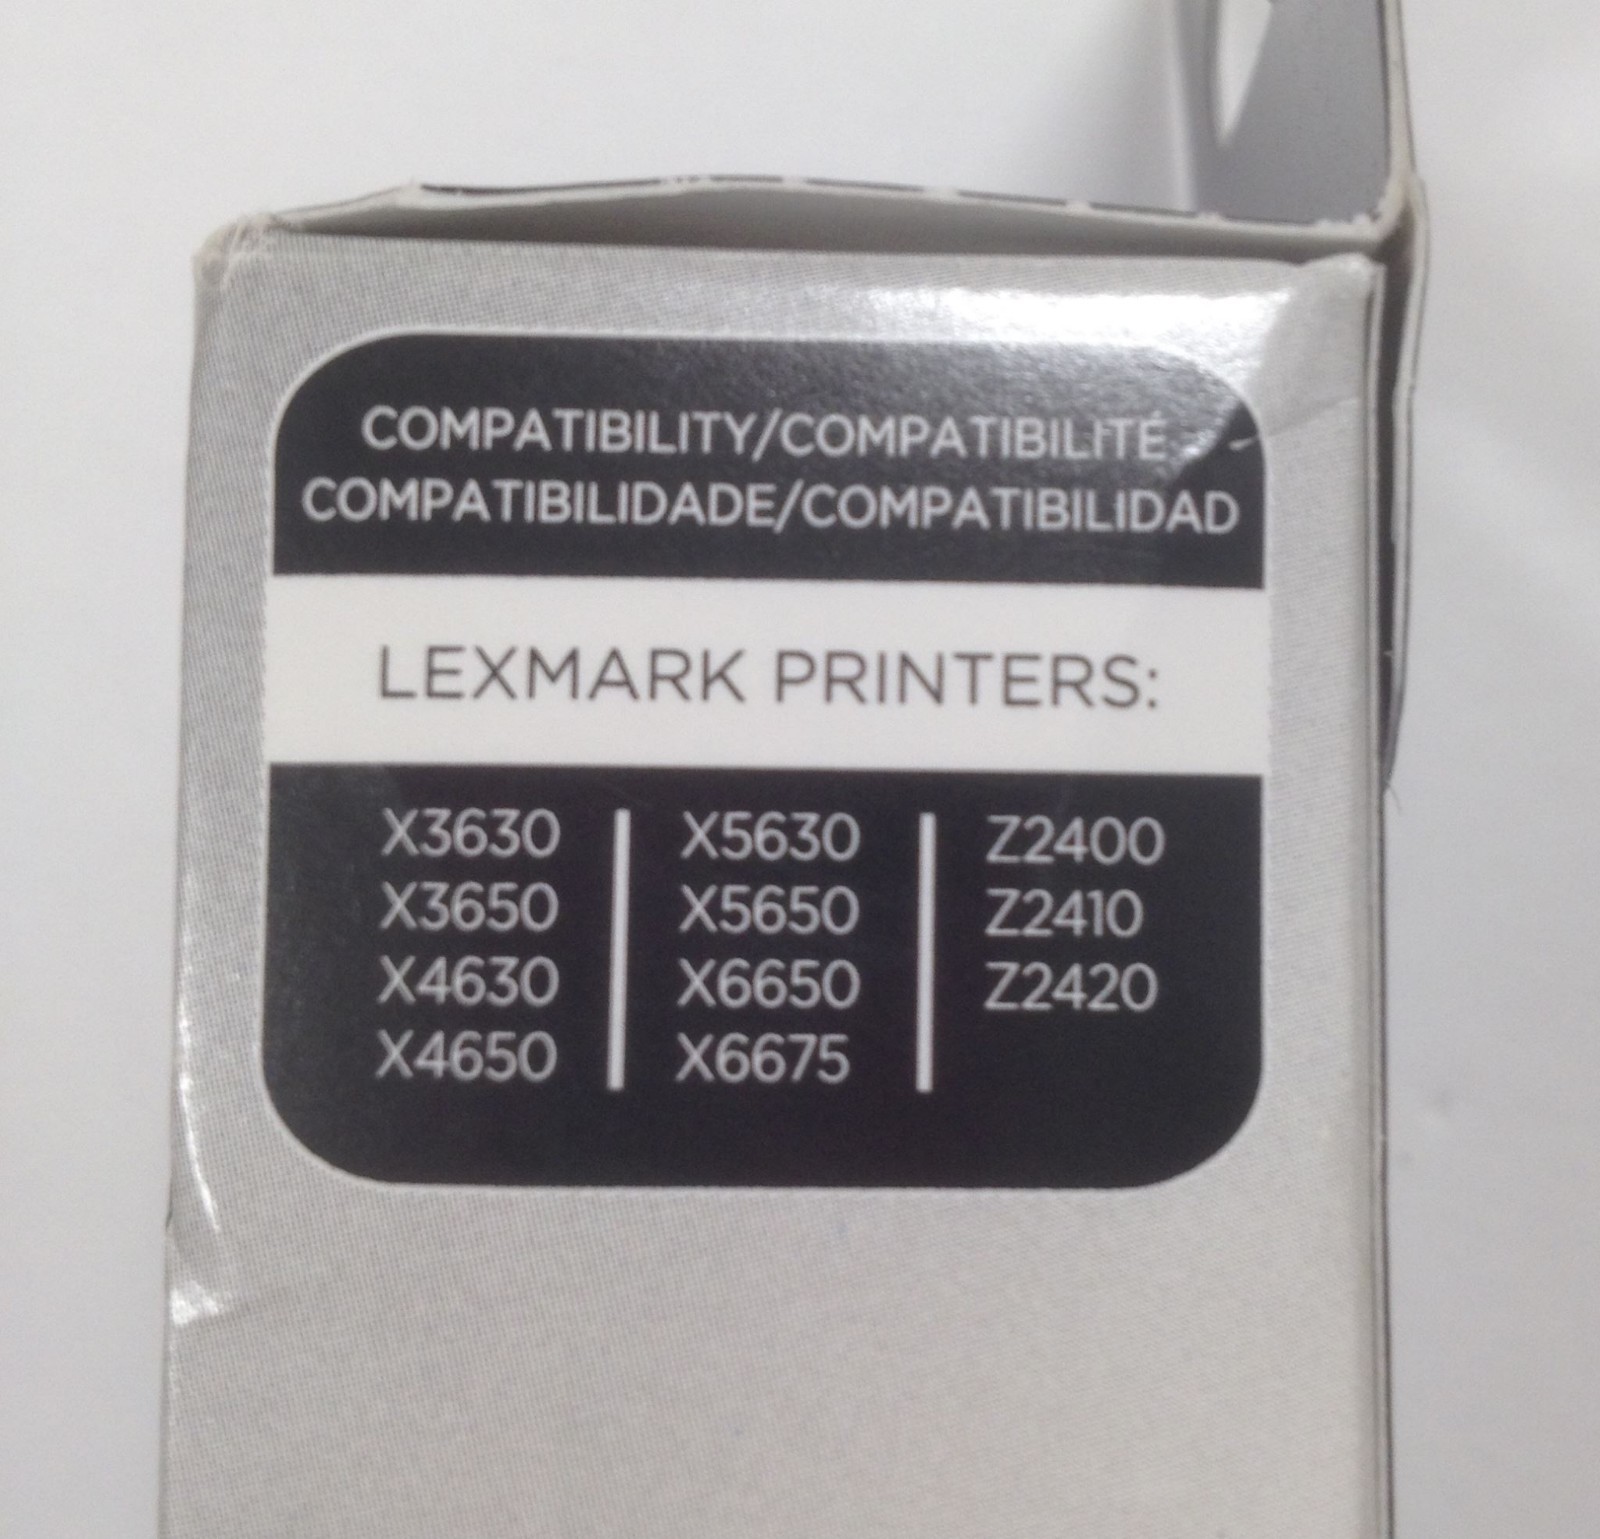 COMPATIBILITY/COMPATIBILITÉ
COMPATIBILIDADE/COMPATIBILIDAD
LEXMARK PRINTERS:
X3630 | X5630 | Z2400
X3650 | X5650 | Z2410
X4630 | X6650 | Z2420
X4650 | X6675